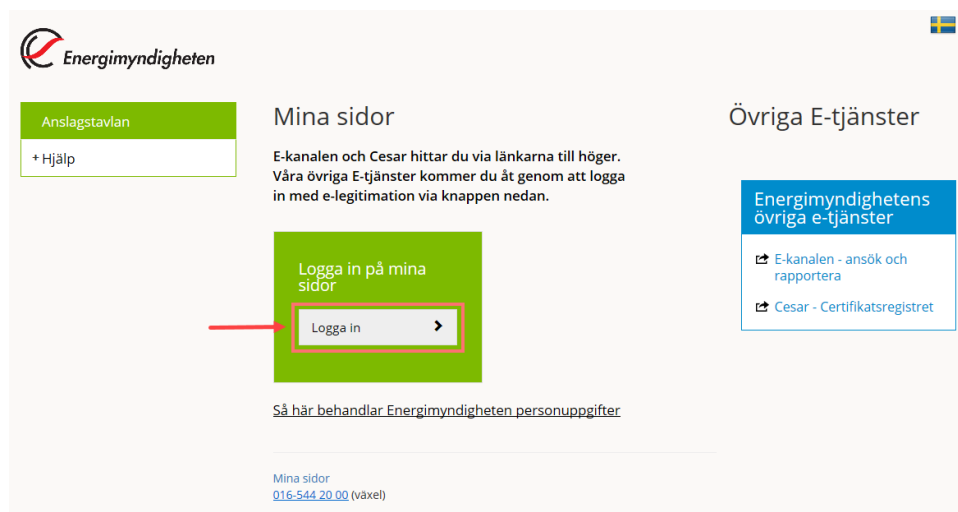 Energimyndigheten
Anslagstavlan
+ Hjälp
Mina sidor
E-kanalen och Cesar hittar du via länkarna till höger.
Våra övriga E-tjänster kommer du åt genom att logga
in med e-legitimation via knappen nedan.
Logga in på mina
sidor
Logga in
Så här behandlar Energimyndigheten personuppgifter
Mina sidor
016-544 20 00 (växel)
Övriga E-tjänster
Energimyndighetens
övriga e-tjänster
E-kanalen - ansök och
rapportera
Cesar - Certifikatsregistret